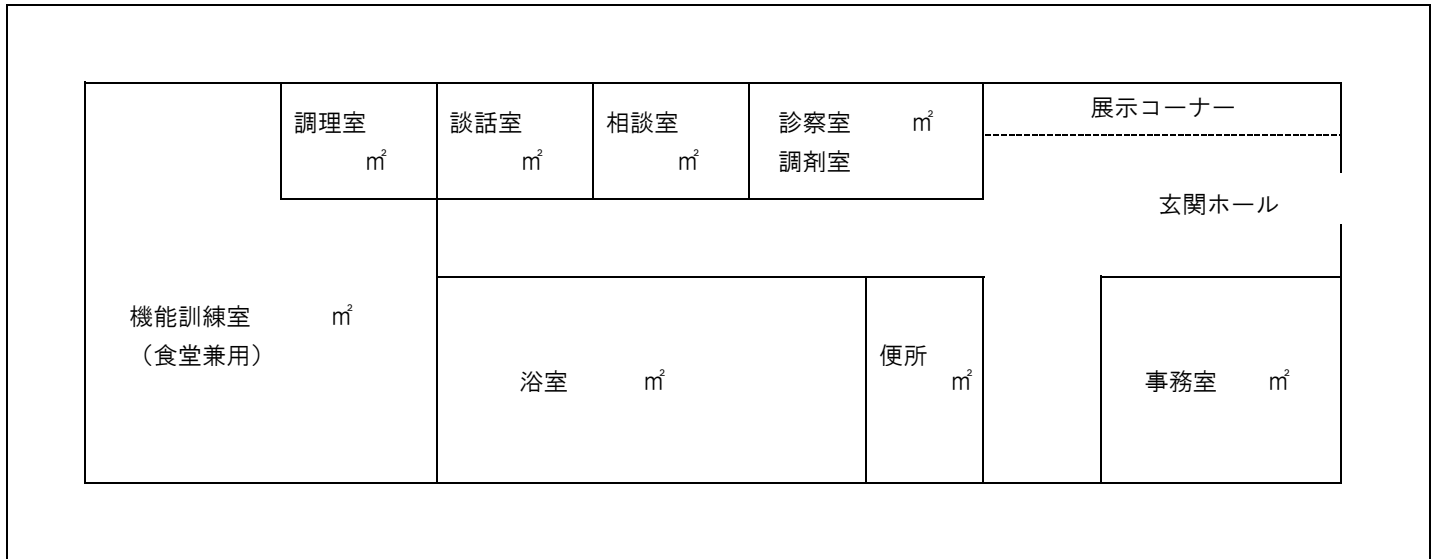 展示コーナー
調理室
㎡
談話室
㎡
相談室
㎡
診察室 ㎡
調剤室
玄関ホール
機能訓練室 ㎡
（食堂兼用）
浴室 ㎡
便所
㎡
事務室 ㎡